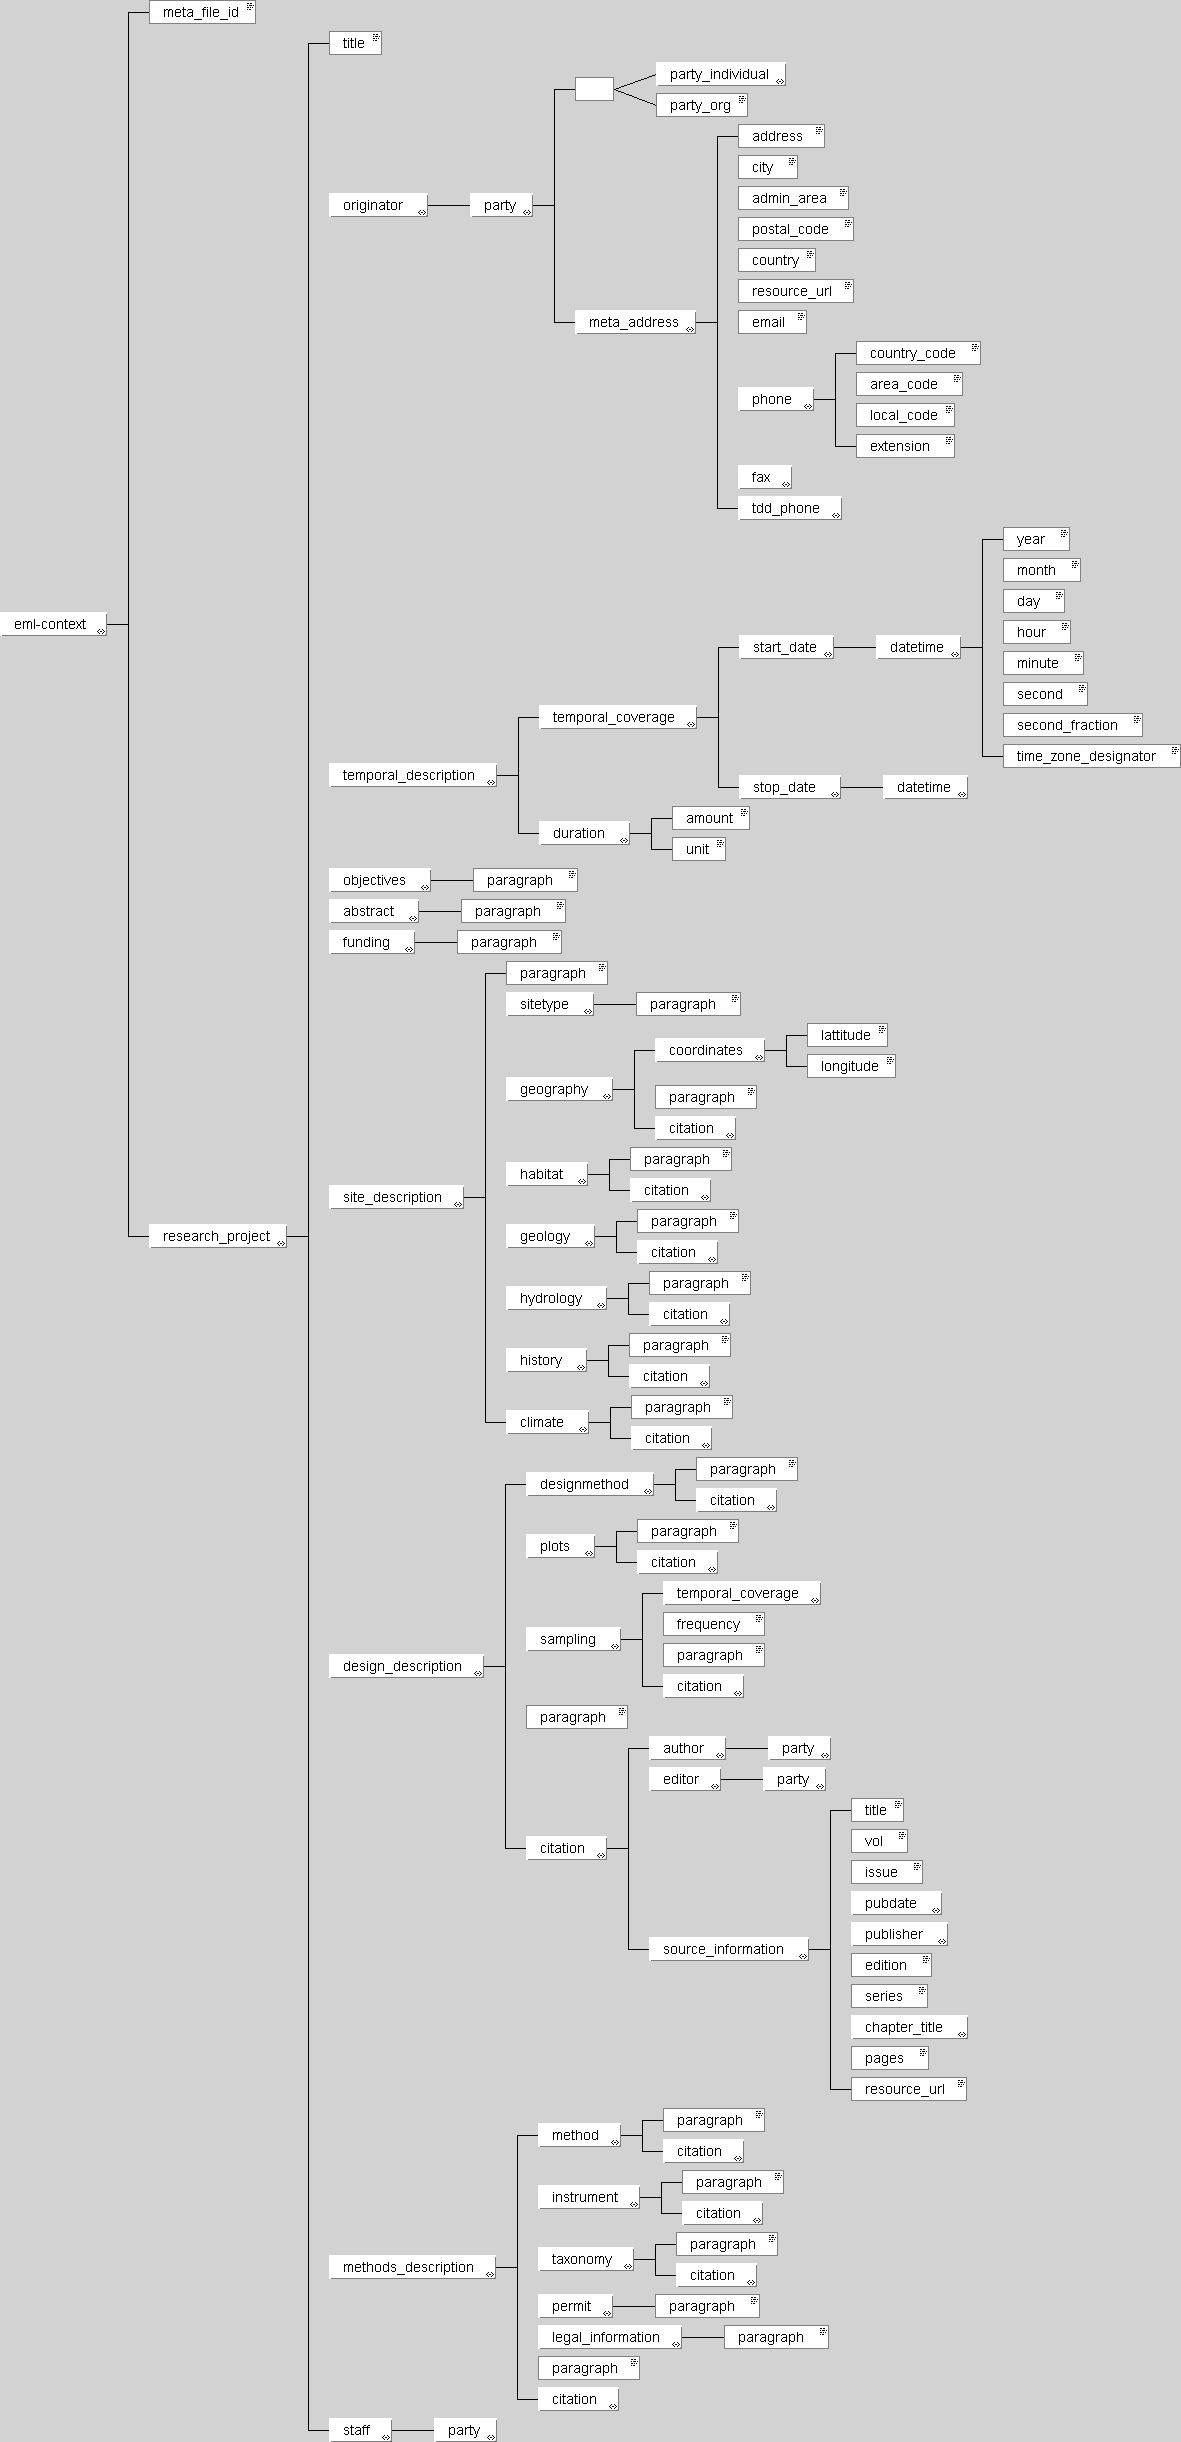 meta_file_id
title
party_individual
party_org
address
city
admin_area
originator party
postal_code
country
resource_url
meta_address email
country_code
area_code
phone
local_code
extension
fax
tdd_phone
year
month
day
eml-context hour
start_date datetime
minute
second
temporal_coverage second_fraction
time_zone_designator
temporal_description
stop_date datetime
amount
duration
unit
objectives paragraph
abstract paragraph
funding paragraph
paragraph
sitetype paragraph
lattitude
coordinates
longitude
geography
paragraph
citation
paragraph
habitat
citation
site_description
paragraph
research_project geology
citation
paragraph
hydrology
citation
paragraph
history
citation
paragraph
climate
citation
paragraph
designmethod
citation
paragraph
plots
citation
temporal_coverage
frequency
sampling
paragraph
design_description
citation
paragraph
author party
editor party
title
vol
citation
issue
pubdate
publisher
source_information
edition
series
chapter_title
pages
resource_url
paragraph
method
citation
paragraph
instrument
citation
paragraph
taxonomy
methods_description
citation
permit paragraph
legal_information paragraph
paragraph
citation
staff party